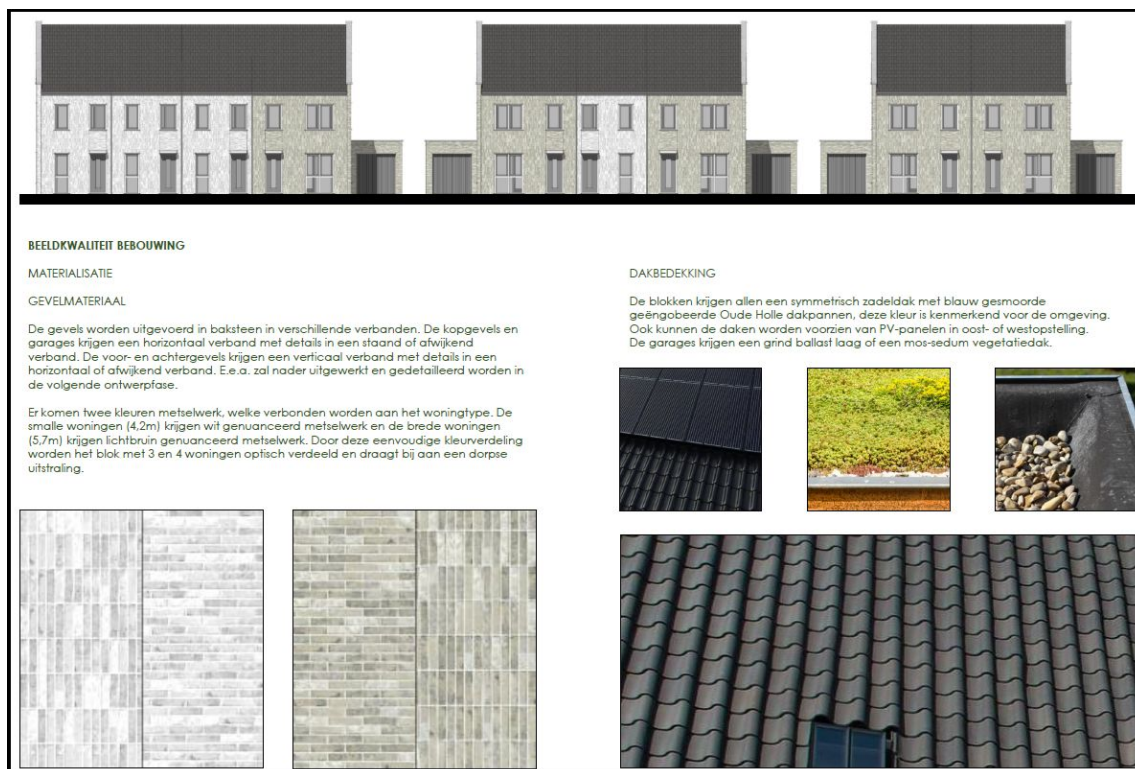 BEELDKWALITEIT BEBOUWING
MATERIALISATIE
GEVELMATERIAAL
De gevels worden uitgevoerd in baksteen in verschillende verbanden. De kopgevels en
garages krijgen een horizontaal verband met details in een staand of afwijkend
verband. De voor- en achtergevels krijgen een verticaal verband met details in een
horizontaal of afwijkend verband. E.e.a. zal nader uitgewerkt en gedetailleerd worden in
de volgende ontwerpfase.
Er komen twee kleuren metselwerk, welke verbonden worden aan het woningtype. De
smalle woningen (4,2m) krijgen wit genuanceerd metselwerk en de brede woningen
(5,7m) krijgen lichtbruin genuanceerd metselwerk. Door deze eenvoudige kleurverdeling
worden het blok met 3 en 4 woningen optisch verdeeld en draagt bij aan een dorpse
uitstraling.
DAKBEDEKKING
De blokken krijgen allen een symmetrisch zadeldak met blauw gesmoorde
geëngobeerde Oude Holle dakpannen, deze kleur is kenmerkend voor de omgeving.
Ook kunnen de daken worden voorzien van PV-panelen in oost- of westopstelling.
De garages krijgen een grind ballast laag of een mos-sedum vegetatiedak.